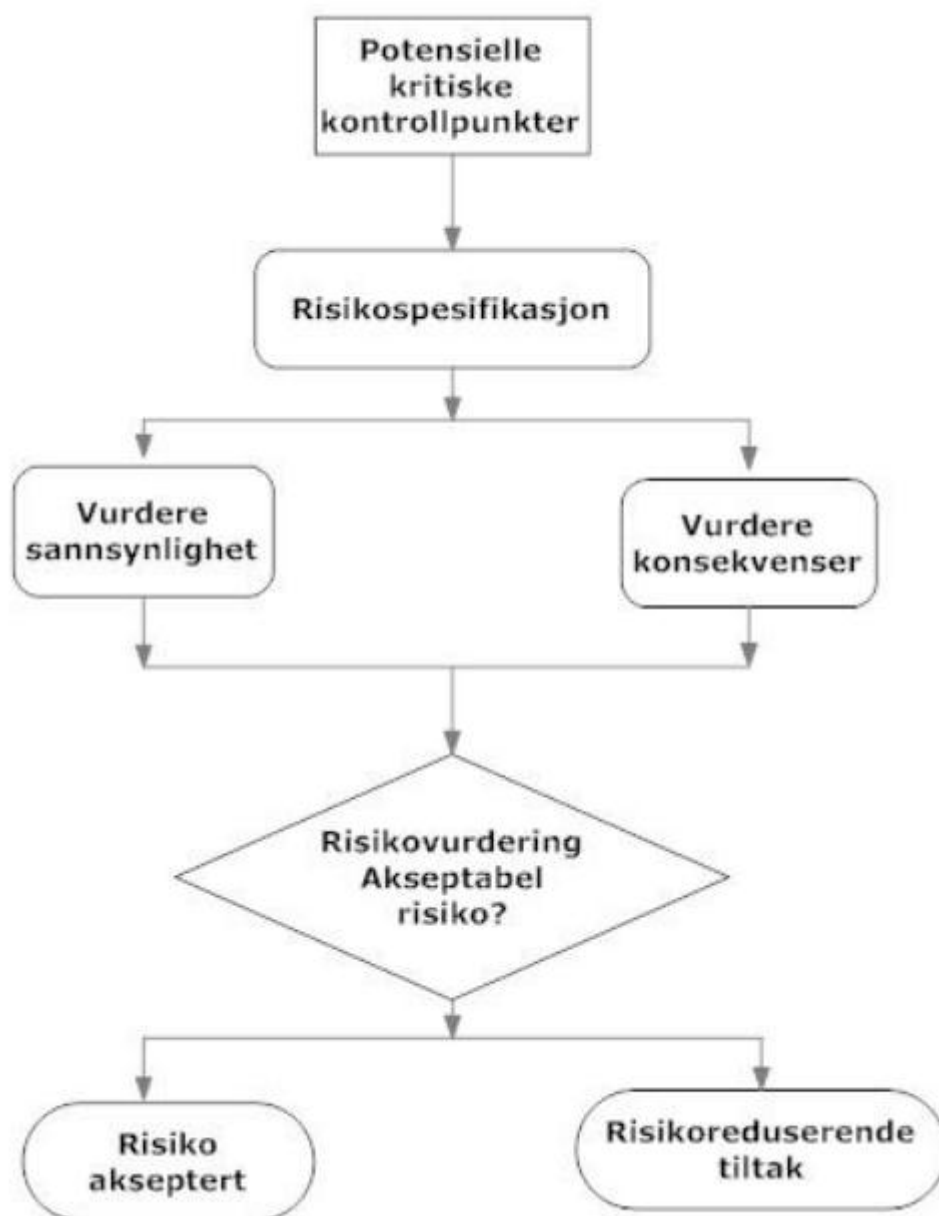 Potensielle
kritiske
kontrollpunkter
Risikospesifikasjon
Vurdere
sannsynlighet
Vurdere
konsekvenser
Risikovurdering
Akseptabel
risiko?
Risiko
akseptert
Risikoreduserende
tiltak